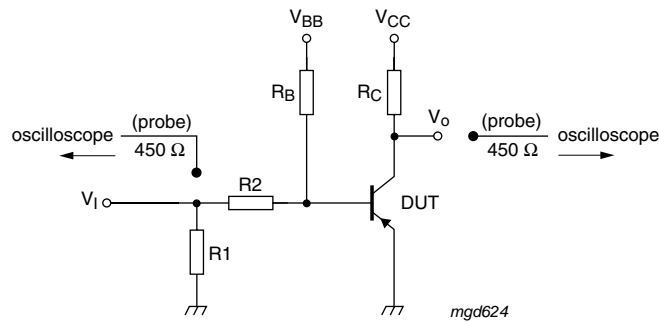 VBB VCC
RB RC
(probe) Vo (probe)
oscilloscope 450 Ω 450 Ω oscilloscope
R2
VI DUT
R1
mgd624